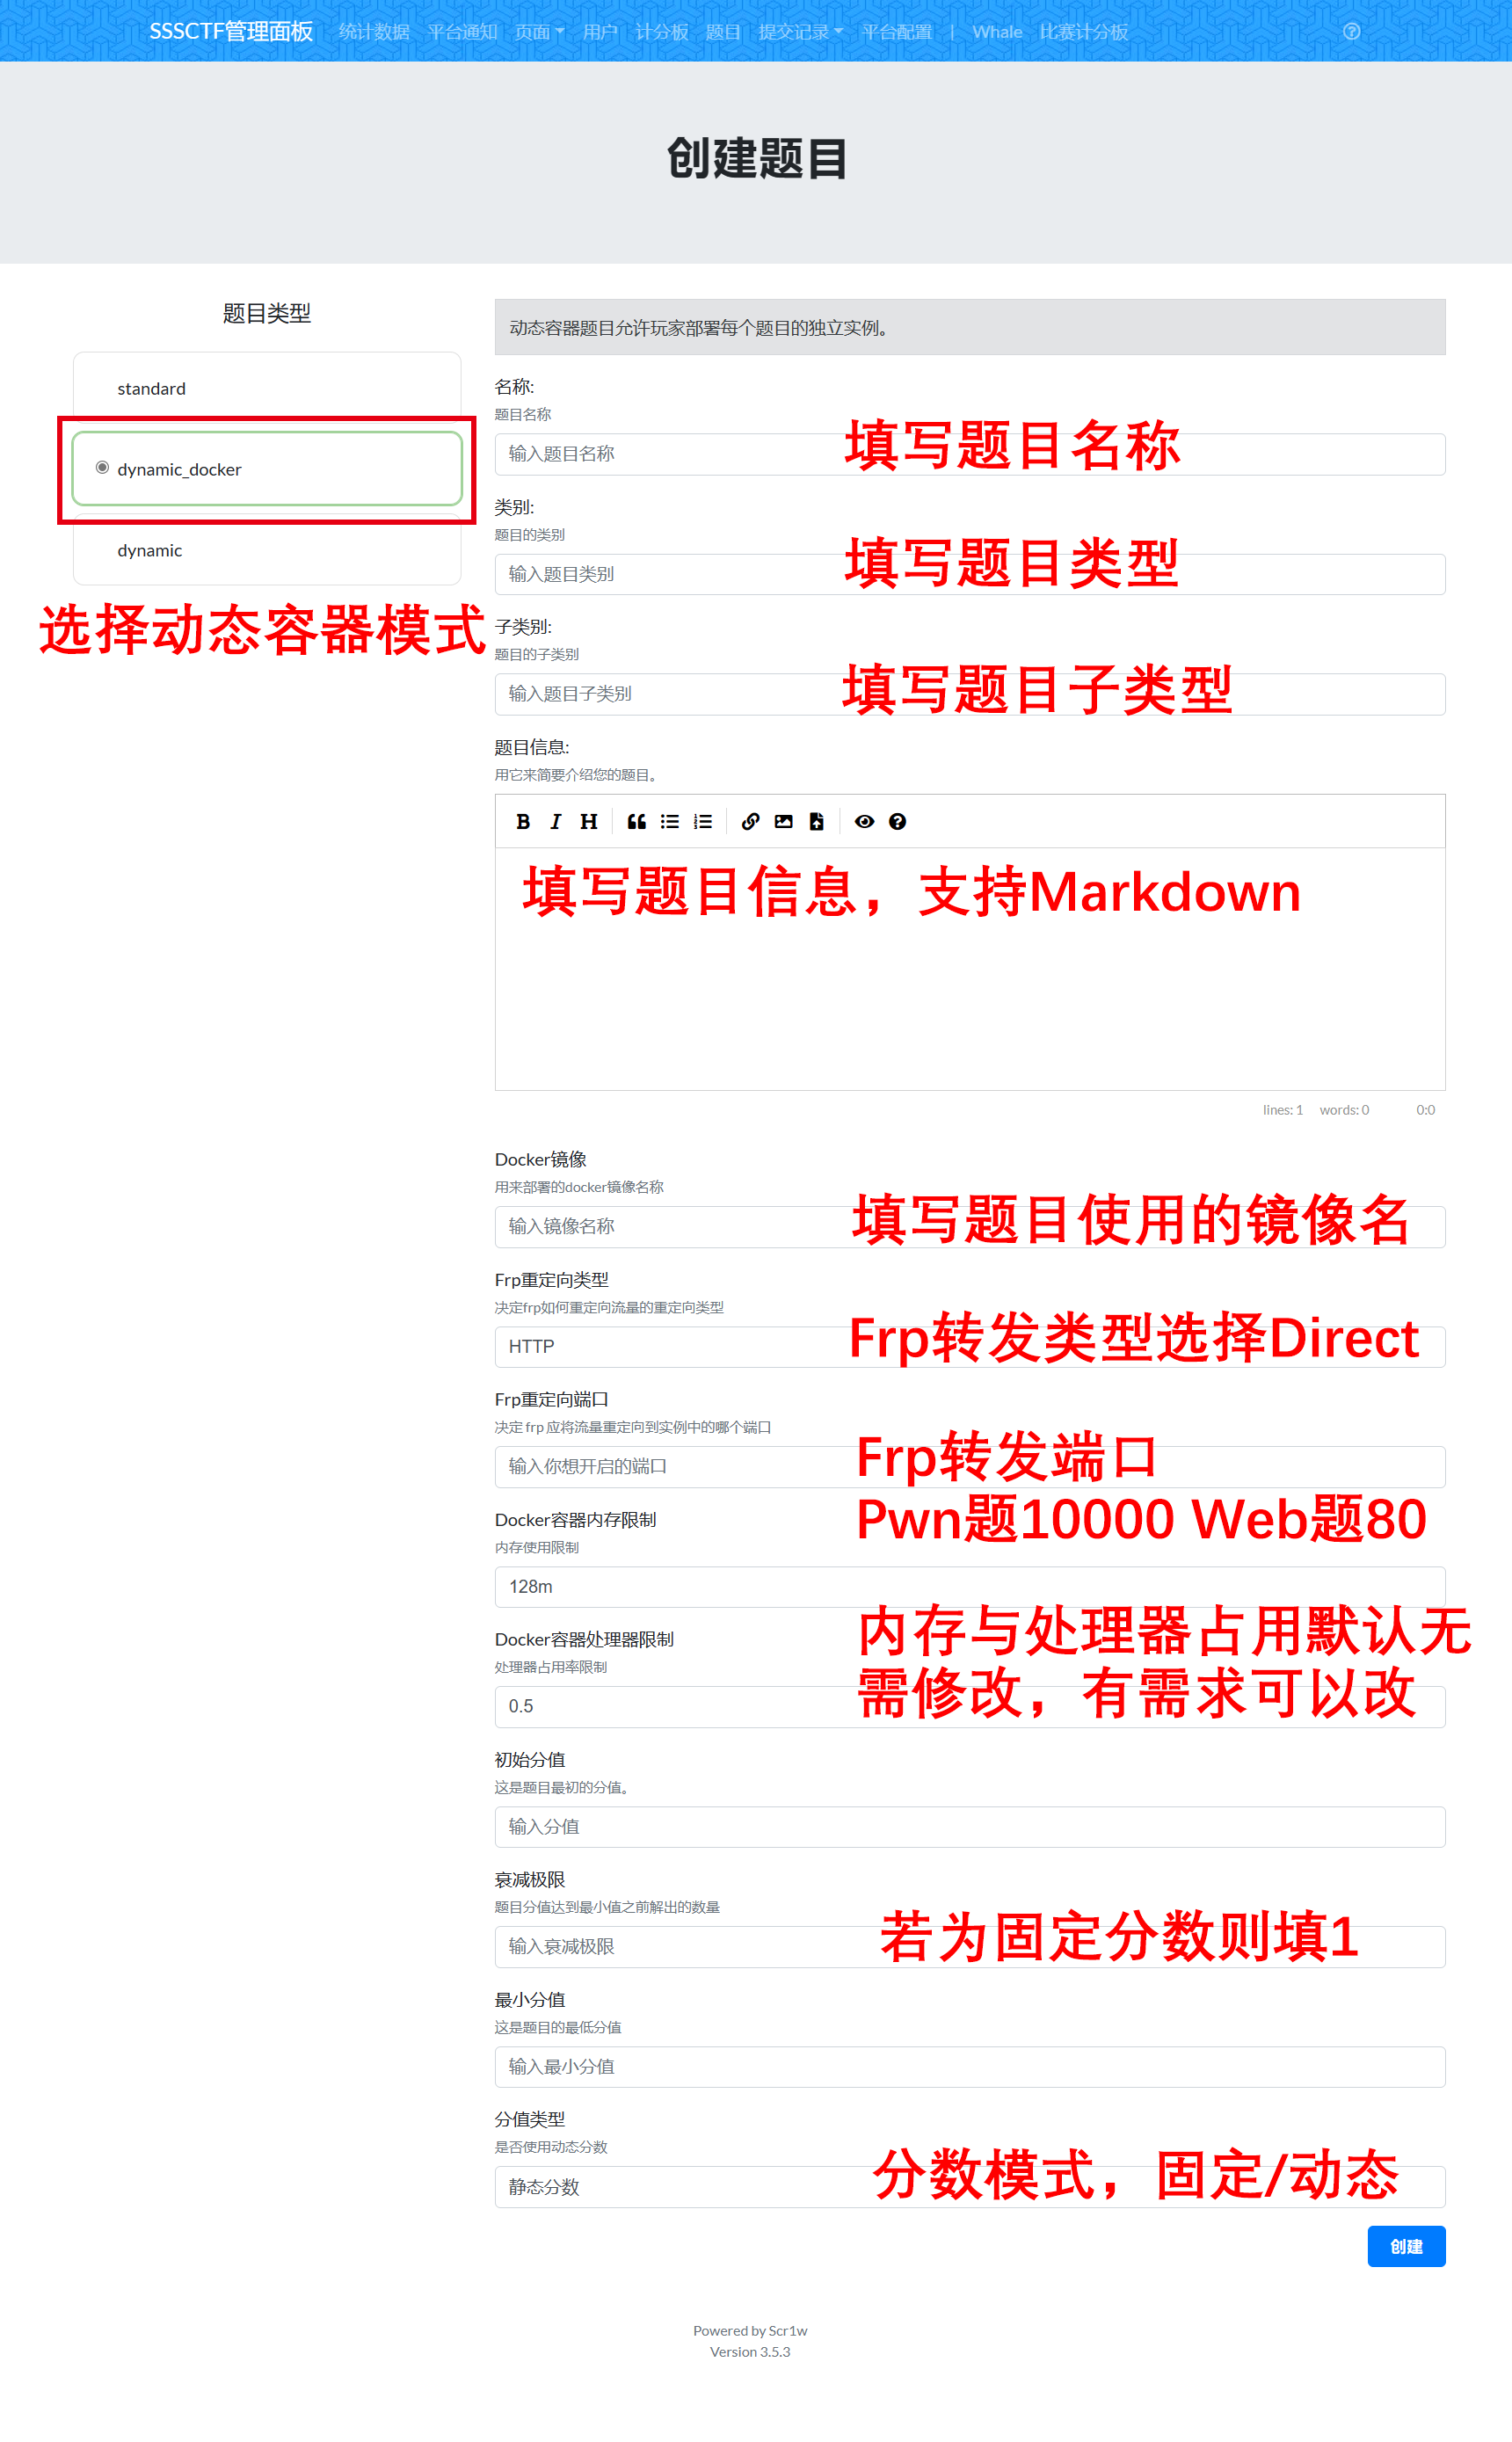 SSSCTF管理面板 统计数据 平台通知 页面 用户 计分板 题目 提交记录 平台配置 | Whale 比赛计分板
创建题目
题目类型
standard
dynamic_docker
dynamic
选择动态容器模式
动态容器题目允许玩家部署每个题目的独立实例。
名称:
题目名称
输入题目名称
填写题目名称
类别:
题目的类别
输入题目类别
填写题目类型
子类别:
题目的子类别
输入题目子类别
填写题目子类型
题目信息:
用它来简要介绍您的题目。
填写题目信息，支持Markdown
lines: 1 words: 0 0:0
Docker镜像
用来部署的docker镜像名称
输入镜像名称
填写题目使用的镜像名
Frp重定向类型
决定frp如何重定向流量的重定向类型
HTTP
Frp转发类型选择Direct
Frp重定向端口
决定 frp 应将流量重定向到实例中的哪个端口
输入你想开启的端口
Frp转发端口
Pwn题10000 Web题80
Docker容器内存限制
内存使用限制
128m
Docker容器处理器限制
处理器占用率限制
0.5
内存与处理器占用默认无
需修改，有需求可以改
初始分值
这是题目最初的分值。
输入分值
衰减极限
题目分值达到最小值之前解出的数量
输入衰减极限
若为固定分数则填1
最小分值
这是题目的最低分值
输入最小分值
分值类型
是否使用动态分数
静态分数
分数模式，固定/动态
创建
Powered by Scr1w
Version 3.5.3